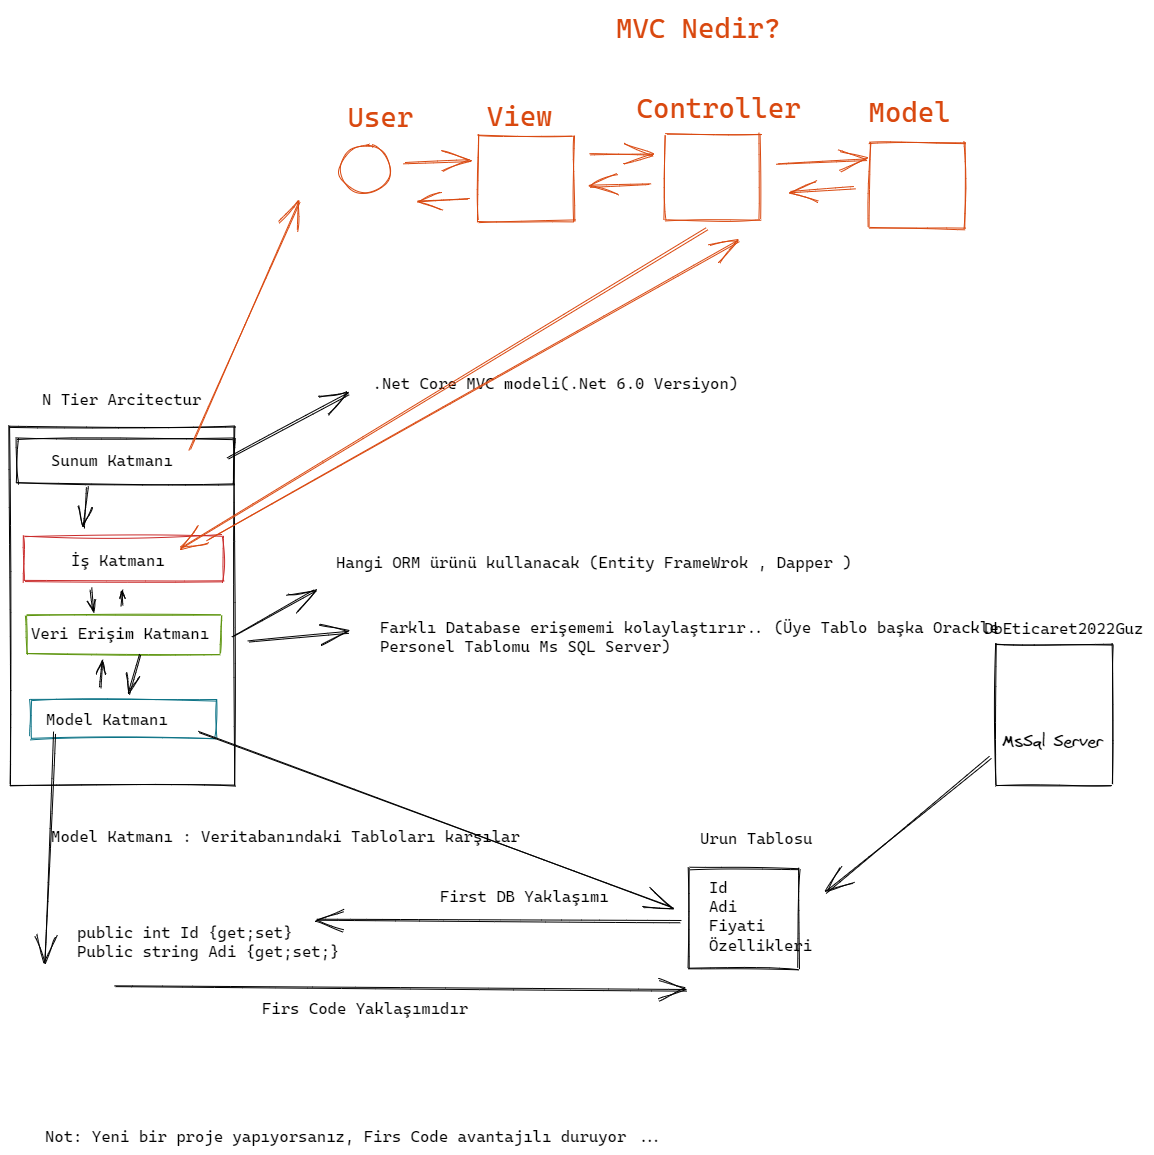 MVC Nedir?
User
View
Controller
Model
.Net Core MVC modeli(.Net 6.0 Versiyon)
N Tier Arcitectur
Sunum Katmanı
İş Katmanı
Hangi ORM ürünü kullanacak (Entity FrameWrok , Dapper )
Veri Erişim Katmanı
Farklı Database erişememi kolaylaştırır.. (Üye Tablo başka Orackle
Personel Tablomu Ms SQL Server)
DbEticaret2022Guz
Model Katmanı
MsSql Server
Model Katmanı : Veritabanındaki Tabloları karşılar
Urun Tablosu
Id
Adi
Fiyati
Özellikleri
First DB Yaklaşımı
public int Id {get;set}
Public string Adi {get;set;}
Firs Code Yaklaşımıdır
Not: Yeni bir proje yapıyorsanız, Firs Code avantajılı duruyor ...